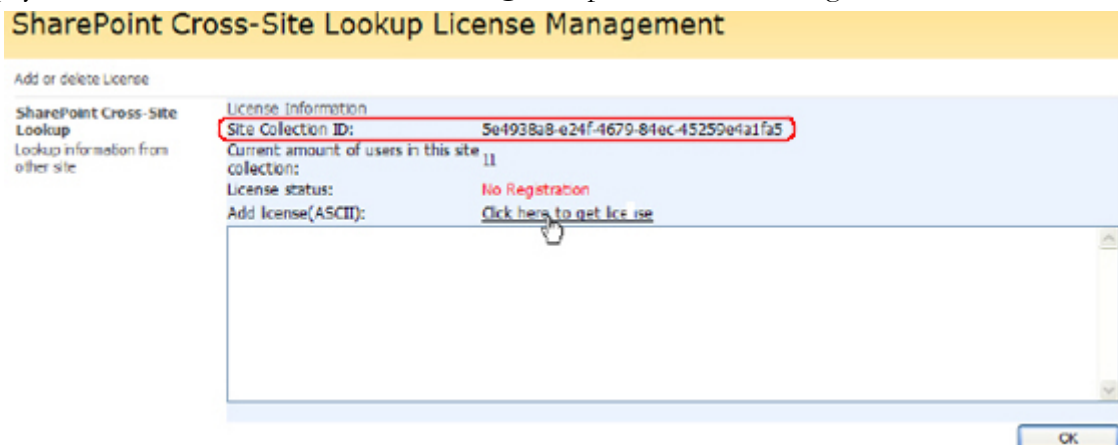 SharePoint Cross-Site Lookup License Management
Add or delete License
SharePoint Cross-Site
Lookup
Lookup information from
other site
License Information
Site Collection ID: 5e4938a8-e24f-4679-84ec-45259e4a1fa5
Current amount of users in this site
collection: 11
License status: No Registration
Add license(ASCII): Click here to get license
OK